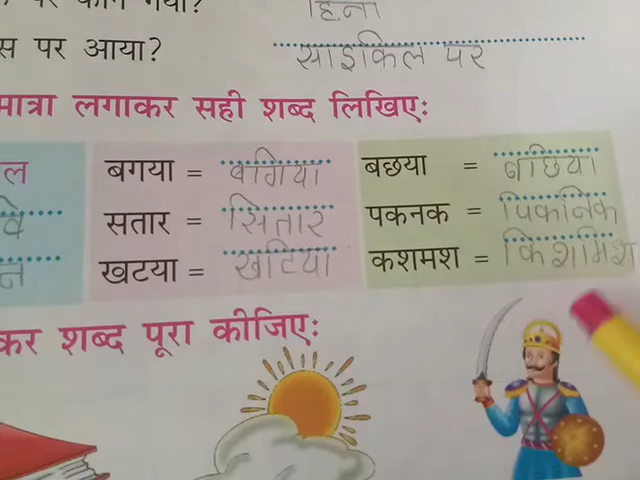 हिना
स पर आया? साइकिल पर
मात्रा लगाकर सही शब्द लिखिए:
ल बगया = बगिया बछया = बछिया
वे सतार = सितार पकनक = पिकनिक
न खटया = खटिया कशमश = किशमिश
कर शब्द पूरा कीजिए: